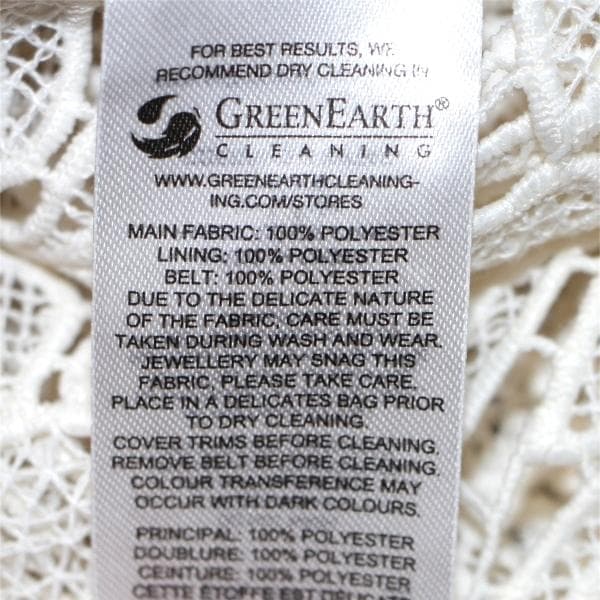 FOR BEST RESULTS, WE
RECOMMEND DRY CLEANING IN
GREENEARTH®
CLEANING
WWW.GREENEARTHCLEANING-
ING.COM/STORES
MAIN FABRIC: 100% POLYESTER
LINING: 100% POLYESTER
BELT: 100% POLYESTER
DUE TO THE DELICATE NATURE
OF THE FABRIC, CARE MUST BE
TAKEN DURING WASH AND WEAR.
JEWELLERY MAY SNAG THIS
FABRIC, PLEASE TAKE CARE.
PLACE IN A DELICATES BAG PRIOR
TO DRY CLEANING.
COVER TRIMS BEFORE CLEANING.
REMOVE BELT BEFORE CLEANING.
COLOUR TRANSFERENCE MAY
OCCUR WITH DARK COLOURS.
PRINCIPAL: 100% POLYESTER
DOUBLURE: 100% POLYESTER
CEINTURE: 100% POLYESTER
CETTE ÉTOFFE EST DÉLICATE